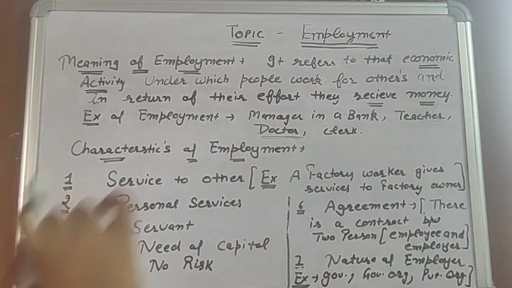 Topic - Employment
Meaning of Employment → It refers to that economic
Activity Under which people work for others and
in return of their effort they recieve money.
Ex of Employment → Manager in a Bank, Teacher,
Doctor, clerk.
Characterstic's of Employment →
1 Service to other [Ex A Factory worker gives
services to Factory owner]
2 Personal Services
Servant
Need of Capital
No Risk
6 Agreement → [There
is a contract b/w
Two Person [employee and
employer]
7 Nature of Employer
Ex → gov., Gov. org, Pvt. org]